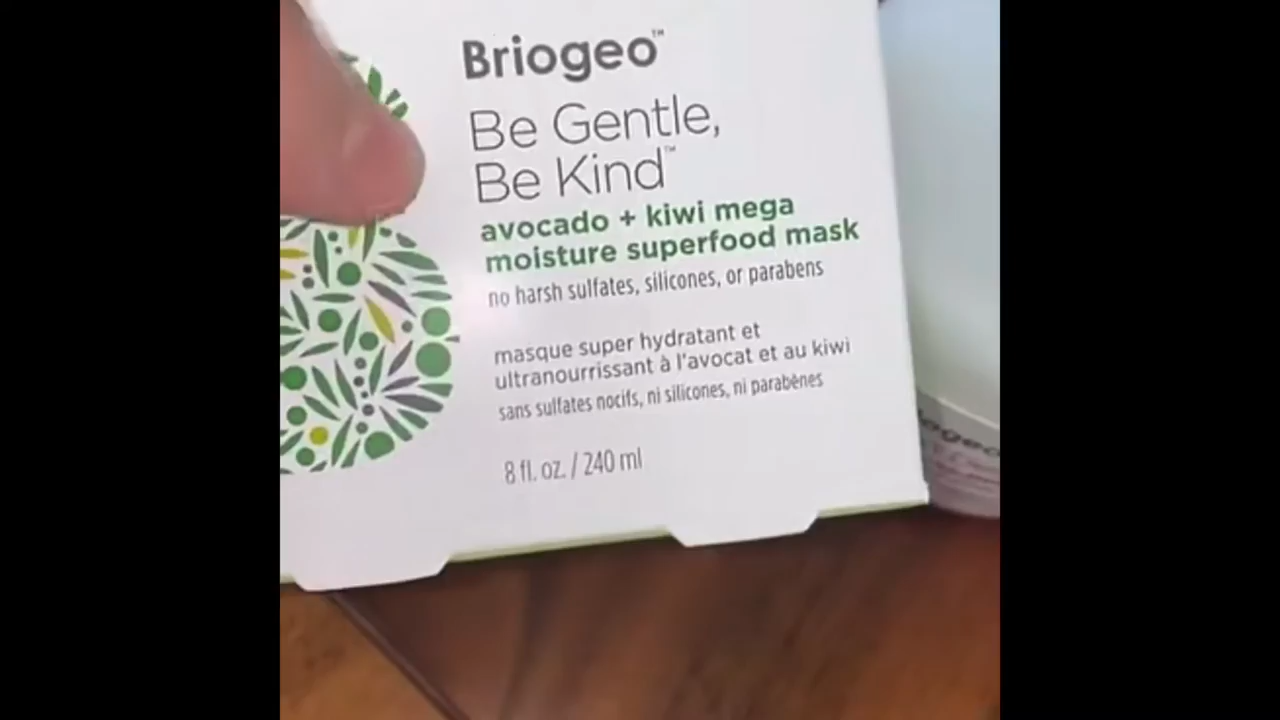 Briogeo™
Be Gentle,
Be Kind™
avocado + kiwi mega
moisture superfood mask
no harsh sulfates, silicones, or parabens
masque super hydratant et
ultranourrissant à l'avocat et au kiwi
sans sulfates nocifs, ni silicones, ni parabènes
8 fl. oz. / 240 ml